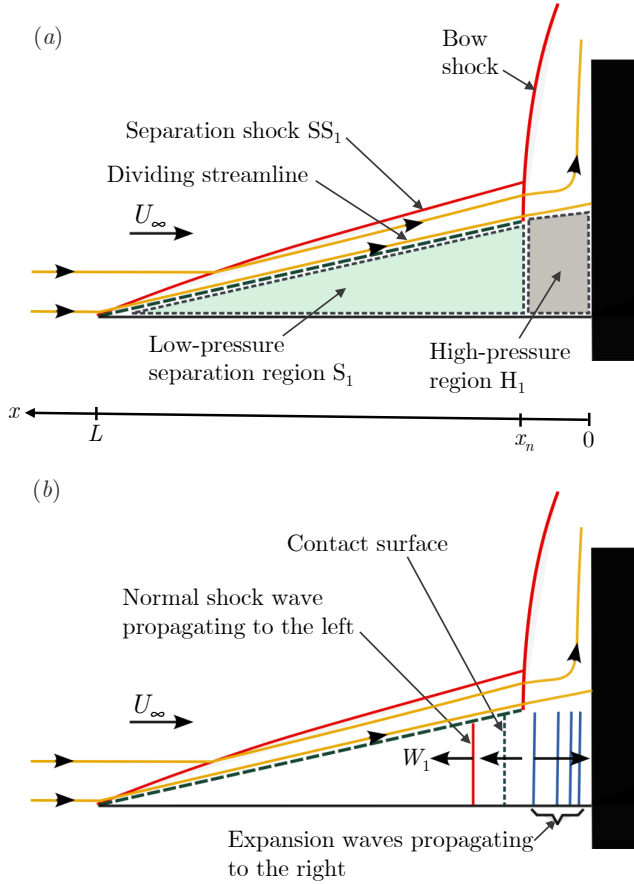 (a)
Bow
shock
Separation shock SS₁
Dividing streamline
U∞
Low-pressure
separation region S₁
High-pressure
region H₁
x
L
xₙ
0
(b)
Contact surface
Normal shock wave
propagating to the left
U∞
W₁
Expansion waves propagating
to the right